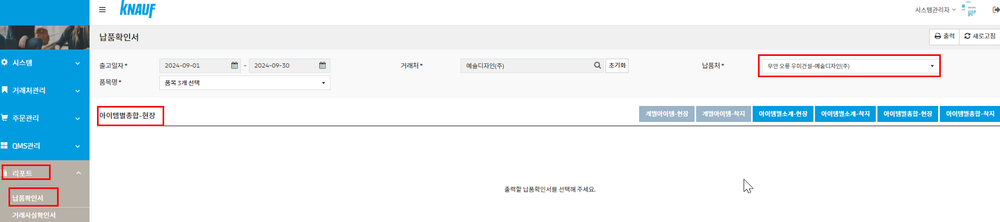 KNAUF
시스템관리자
납품확인서
출력 새로고침
시스템
거래처관리
주문관리
QMS관리
리포트
납품확인서
거래사실확인서
출고일자* 2024-09-01 - 2024-09-30 거래처* 예술디자인(주) 초기화 납품처* 무안 오룡 우미건설-예술디자인(주)
품목명* 품목 3개 선택
아이템별총합-현장 개별아이템-현장 개별아이템-착지 아이템별소계-현장 아이템별소계-착지 아이템별총합-현장 아이템별총합-착지
출력할 납품확인서를 선택해 주세요.